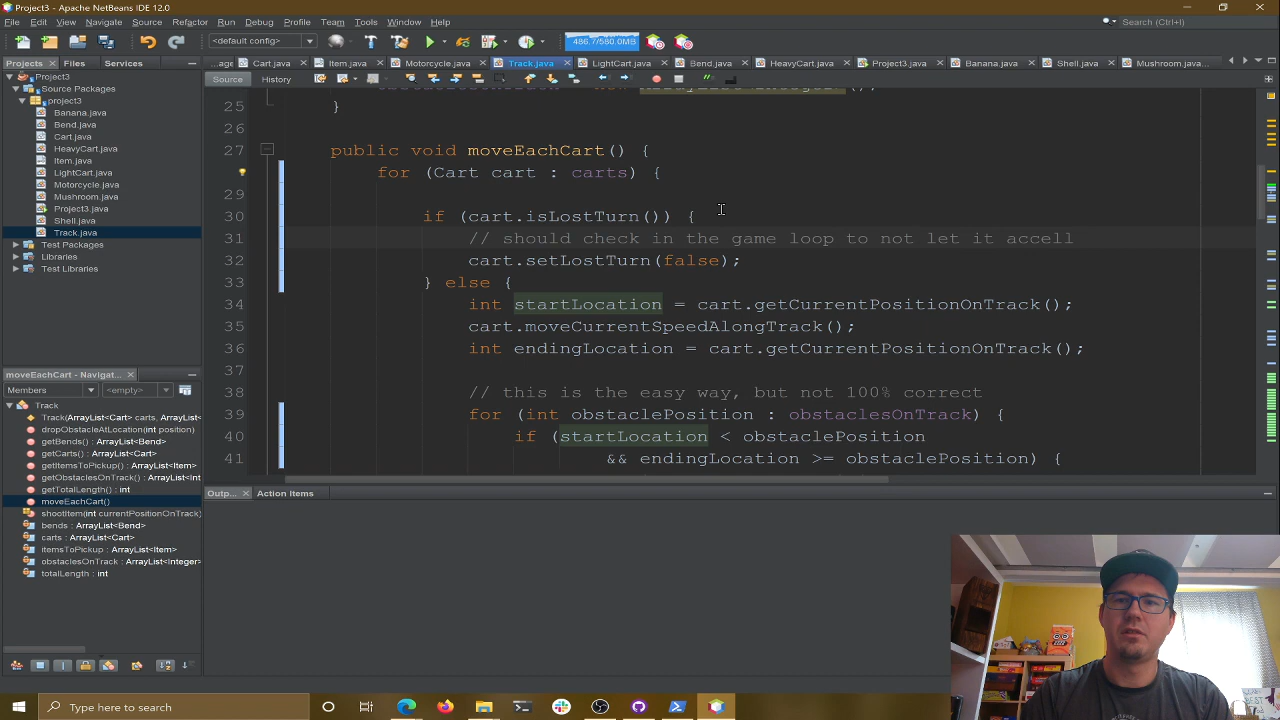 Project3 - Apache NetBeans IDE 12.0
File Edit View Navigate Source Refactor Run Debug Profile Team Tools Window Help
Search (Ctrl+I)
<default config>
486.7/580.0MB
Projects Files Services
...age Cart.java Item.java Motorcycle.java Track.java LightCart.java Bend.java HeavyCart.java Project3.java Banana.java Shell.java Mushroom.java...
Source History
Project3
Source Packages
project3
Banana.java
Bend.java
Cart.java
HeavyCart.java
Item.java
LightCart.java
Motorcycle.java
Mushroom.java
Project3.java
Shell.java
Track.java
Test Packages
Libraries
Test Libraries
25 }
26
27 public void moveEachCart() {
for (Cart cart : carts) {
29
30 if (cart.isLostTurn()) {
31 // should check in the game loop to not let it accell
32 cart.setLostTurn(false);
33 } else {
34 int startLocation = cart.getCurrentPositionOnTrack();
35 cart.moveCurrentSpeedAlongTrack();
36 int endingLocation = cart.getCurrentPositionOnTrack();
37
38 // this is the easy way, but not 100% correct
39 for (int obstaclePosition : obstaclesOnTrack) {
40 if (startLocation < obstaclePosition
41 && endingLocation >= obstaclePosition) {
moveEachCart - Navigat...
Members <empty>
Track
Track(ArrayList<Cart> carts,
dropObstacleAtLocation(int position)
getBends() : ArrayList<Bend>
getCarts() : ArrayList<Cart>
getItemsToPickup() : ArrayList<Item>
getObstaclesOnTrack() : ArrayList<Int
getTotalLength() : int
moveEachCart()
shootItem(int currentPositionOnTrack)
bends : ArrayList<Bend>
carts : ArrayList<Cart>
itemsToPickup : ArrayList<Item>
obstaclesOnTrack : ArrayList<Integer>
totalLength : int
Outp... Action Items
Type here to search